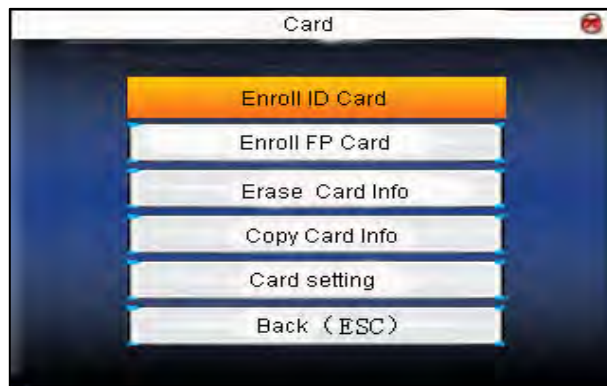 Card
Enroll ID Card
Enroll FP Card
Erase Card Info
Copy Card Info
Card setting
Back （ESC）